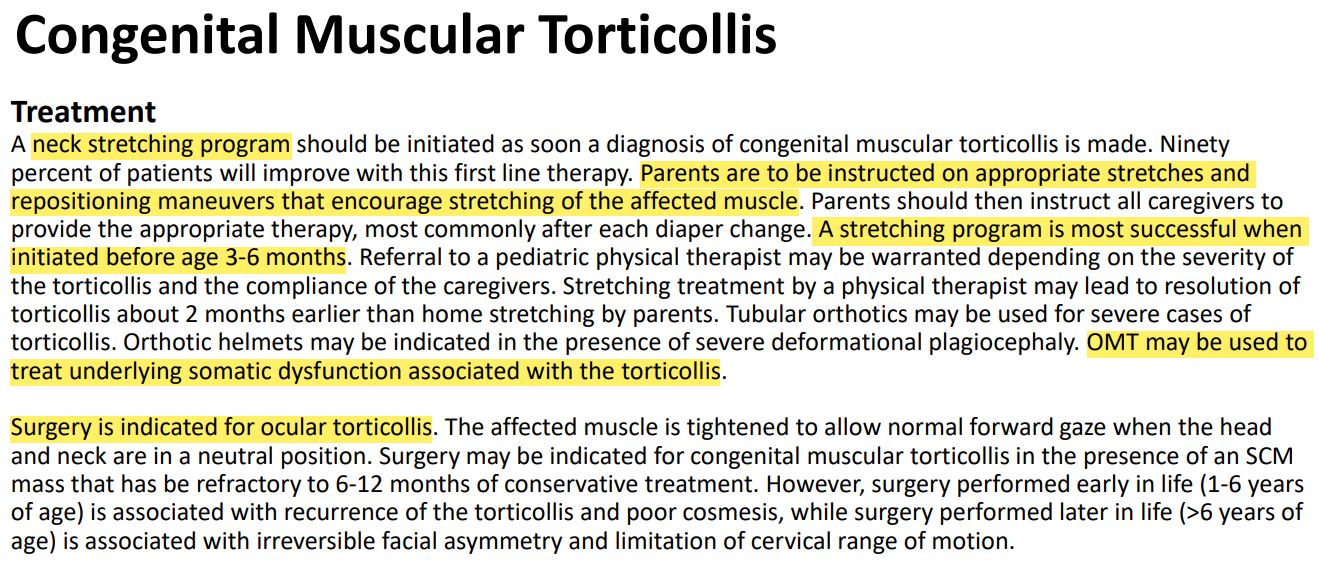 Congenital Muscular Torticollis
Treatment
A neck stretching program should be initiated as soon a diagnosis of congenital muscular torticollis is made. Ninety
percent of patients will improve with this first line therapy. Parents are to be instructed on appropriate stretches and
repositioning maneuvers that encourage stretching of the affected muscle. Parents should then instruct all caregivers to
provide the appropriate therapy, most commonly after each diaper change. A stretching program is most successful when
initiated before age 3-6 months. Referral to a pediatric physical therapist may be warranted depending on the severity of
the torticollis and the compliance of the caregivers. Stretching treatment by a physical therapist may lead to resolution of
torticollis about 2 months earlier than home stretching by parents. Tubular orthotics may be used for severe cases of
torticollis. Orthotic helmets may be indicated in the presence of severe deformational plagiocephaly. OMT may be used to
treat underlying somatic dysfunction associated with the torticollis.
Surgery is indicated for ocular torticollis. The affected muscle is tightened to allow normal forward gaze when the head
and neck are in a neutral position. Surgery may be indicated for congenital muscular torticollis in the presence of an SCM
mass that has be refractory to 6-12 months of conservative treatment. However, surgery performed early in life (1-6 years
of age) is associated with recurrence of the torticollis and poor cosmesis, while surgery performed later in life (>6 years of
age) is associated with irreversible facial asymmetry and limitation of cervical range of motion.